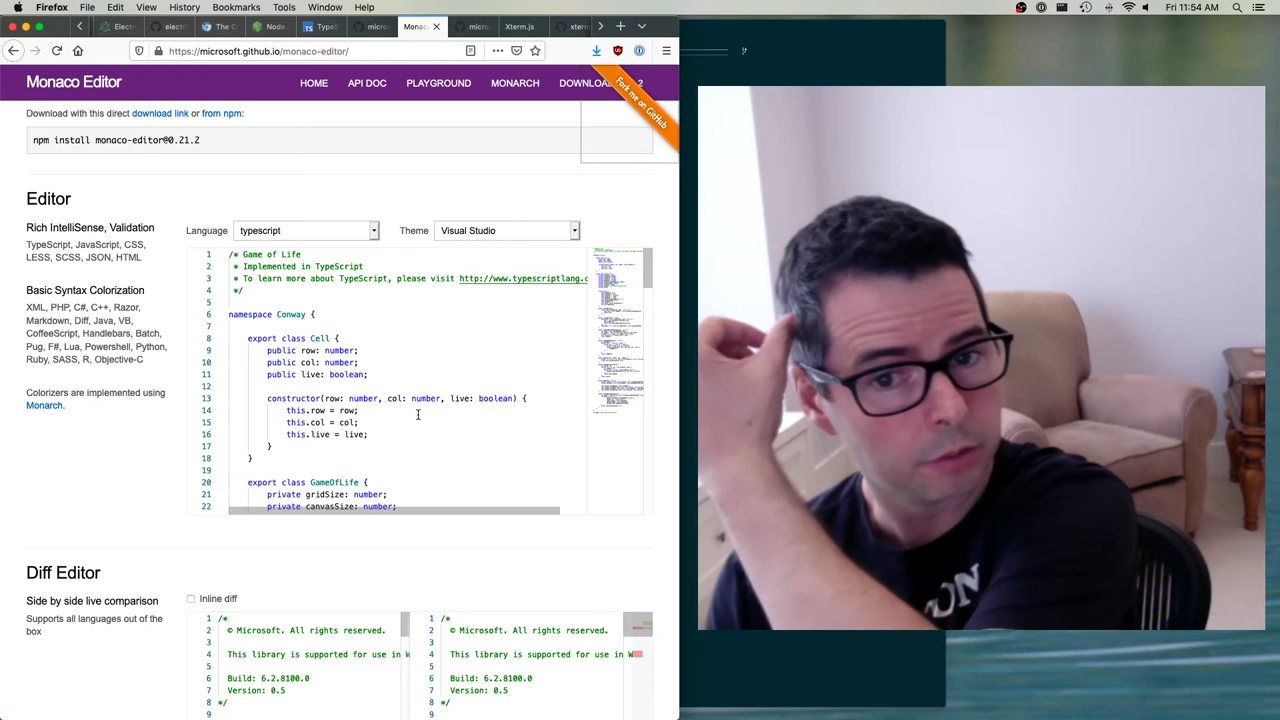 Firefox File Edit View History Bookmarks Tools Window Help
Fri 11:54 AM
Electr
electr
The C
Node
TypeS
micros
Mona
micro
Xterm.js
xterm
https://microsoft.github.io/monaco-editor/
Monaco Editor
HOME API DOC PLAYGROUND MONARCH DOWNLOA
Fork me on GitHub
Download with this direct download link or from npm:
npm install monaco-editor@0.21.2
Editor
Rich IntelliSense, Validation
TypeScript, JavaScript, CSS,
LESS, SCSS, JSON, HTML
Basic Syntax Colorization
XML, PHP, C#, C++, Razor,
Markdown, Diff, Java, VB,
CoffeeScript, Handlebars, Batch,
Pug, F#, Lua, Powershell, Python,
Ruby, SASS, R, Objective-C
Colorizers are implemented using
Monarch.
Language typescript Theme Visual Studio
1 /* Game of Life
2 * Implemented in TypeScript
3 * To learn more about TypeScript, please visit http://www.typescriptlang.o
4 */
5
6 namespace Conway {
7
8 export class Cell {
9 public row: number;
10 public col: number;
11 public live: boolean;
12
13 constructor(row: number, col: number, live: boolean) {
14 this.row = row;
15 this.col = col;
16 this.live = live;
17 }
18 }
19
20 export class GameOfLife {
21 private gridSize: number;
22 private canvasSize: number;
Diff Editor
Side by side live comparison
Supports all languages out of the
box
Inline diff
1 /*
2 © Microsoft. All rights reserved.
3
4 This library is supported for use in W
5
6 Build: 6.2.8100.0
7 Version: 0.5
8 */
9
1 /*
2 © Microsoft. All rights reserved.
3
4 This library is supported for use in W
5
6 Build: 6.2.8100.0
7 Version: 0.5
8 */
9